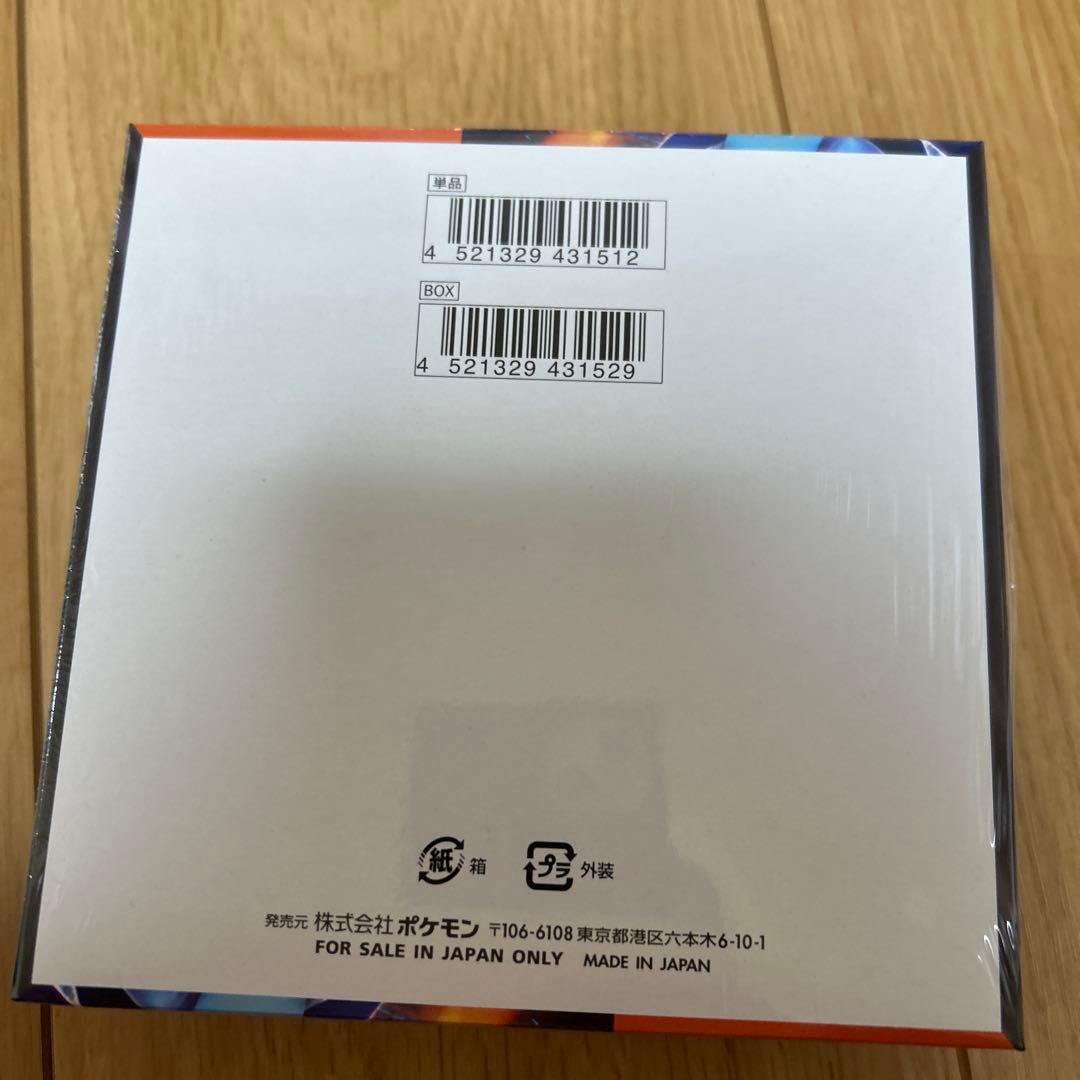 単品
4 521329 431512
BOX
4 521329 431529
紙 箱 プラ 外装
発売元 株式会社 ポケモン 〒106-6108 東京都港区六本木6-10-1
FOR SALE IN JAPAN ONLY MADE IN JAPAN